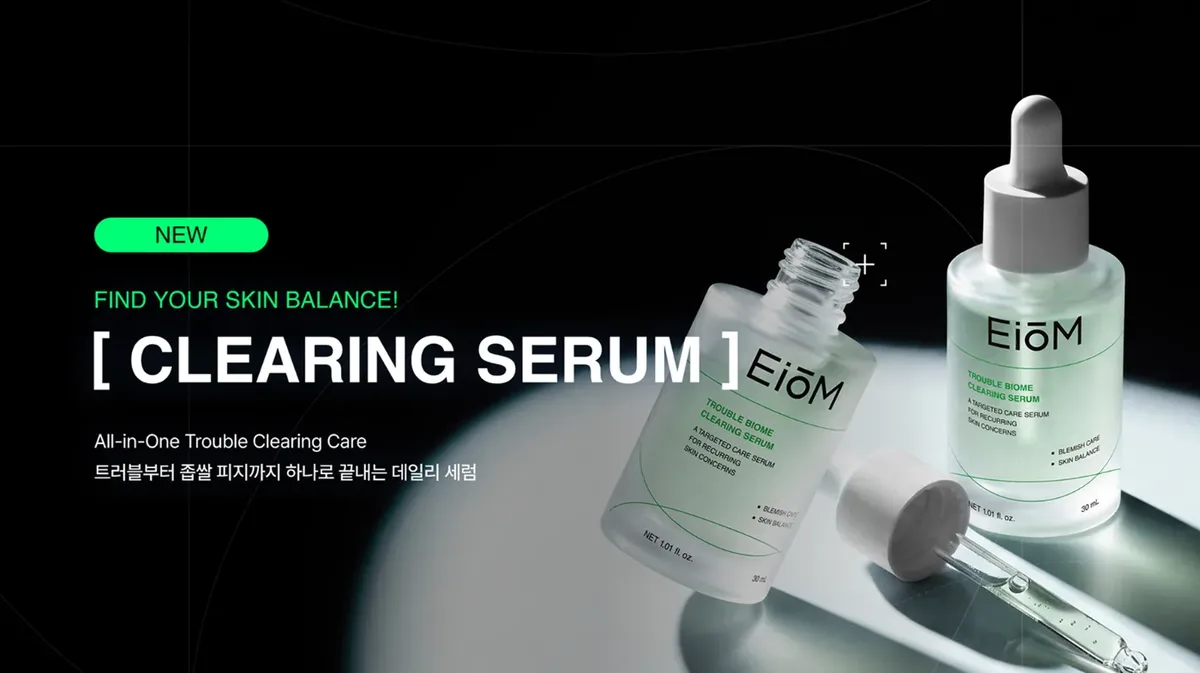 NEW
FIND YOUR SKIN BALANCE!
[ CLEARING SERUM ]
All-in-One Trouble Clearing Care
트러블부터 좁쌀 피지까지 하나로 끝내는 데일리 세럼
EiōM
TROUBLE BIOME
CLEARING SERUM
A TARGETED CARE SERUM
FOR RECURRING
SKIN CONCERNS
• BLEMISH CARE
• SKIN BALANCE
NET 1.01 fl. oz.
30 mL
EiōM
TROUBLE BIOME
CLEARING SERUM
A TARGETED CARE SERUM
FOR RECURRING
SKIN CONCERNS
• BLEMISH CARE
• SKIN BALANCE
NET 1.01 fl. oz.
30 mL